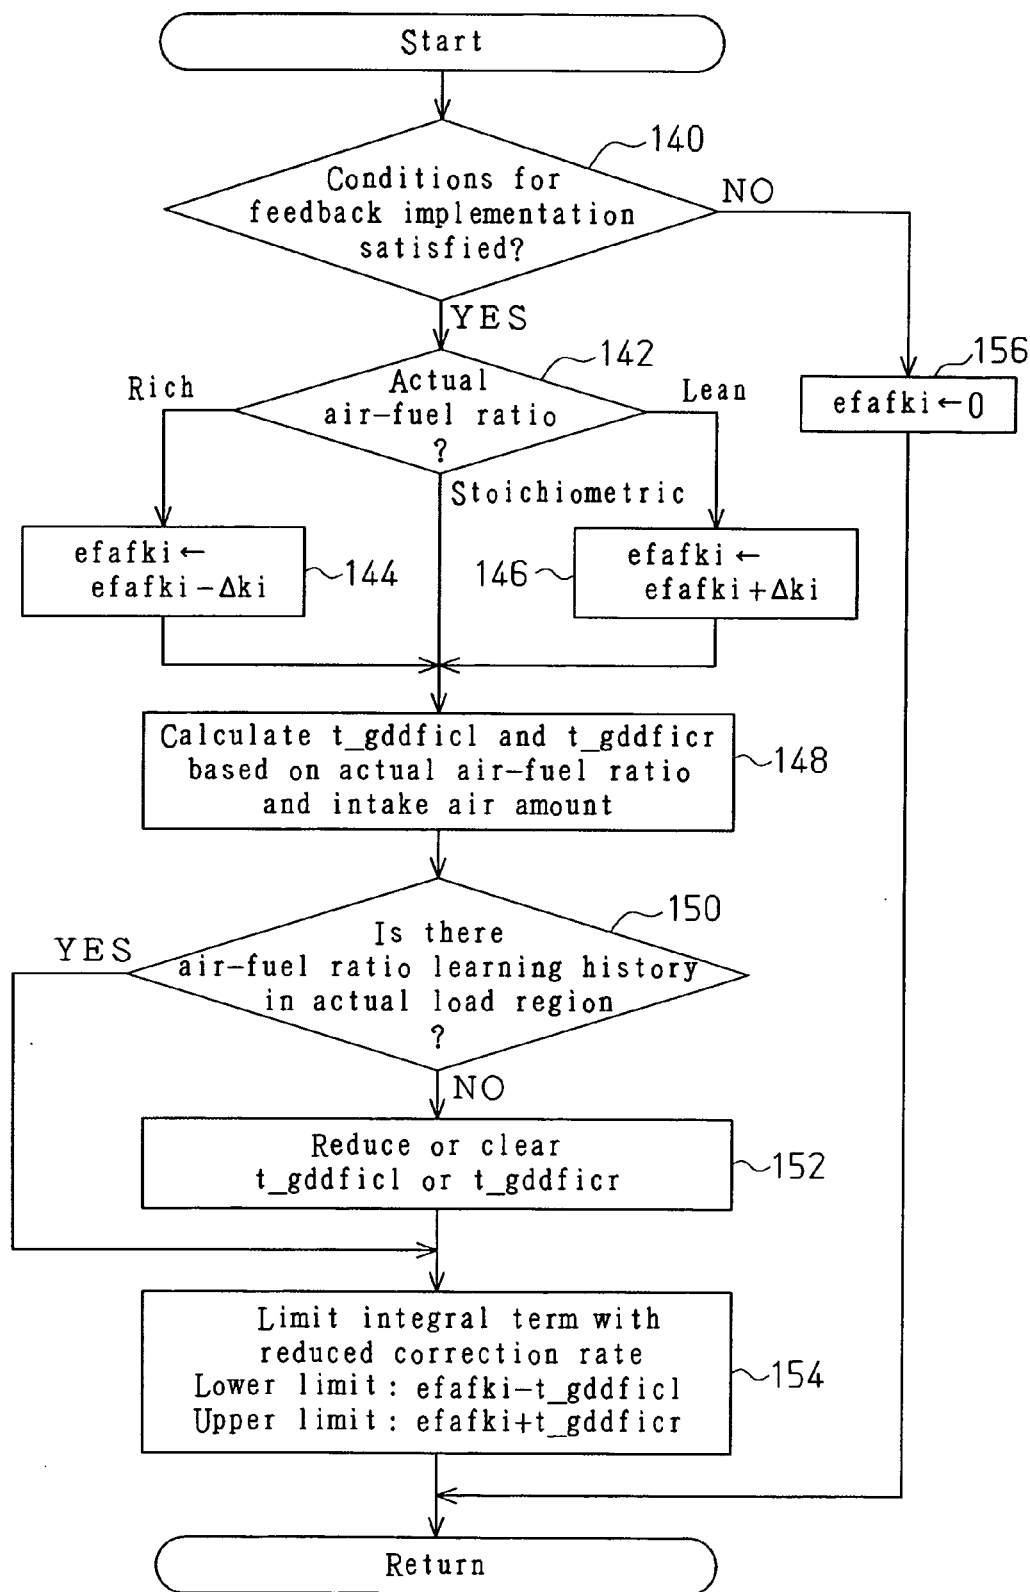 Start
140
Conditions for
feedback implementation
satisfied?
NO
YES
142
156
Rich
Actual
air-fuel ratio
?
Lean
efafki←0
Stoichiometric
efafki←
efafki-Δki
144
146
efafki←
efafki+Δki
Calculate t_gddficl and t_gddficr
based on actual air-fuel ratio
and intake air amount
148
150
YES
Is there
air-fuel ratio learning history
in actual load region
?
NO
Reduce or clear
t_gddficl or t_gddficr
152
Limit integral term with
reduced correction rate
Lower limit: efafki-t_gddficl
Upper limit: efafki+t_gddficr
154
Return